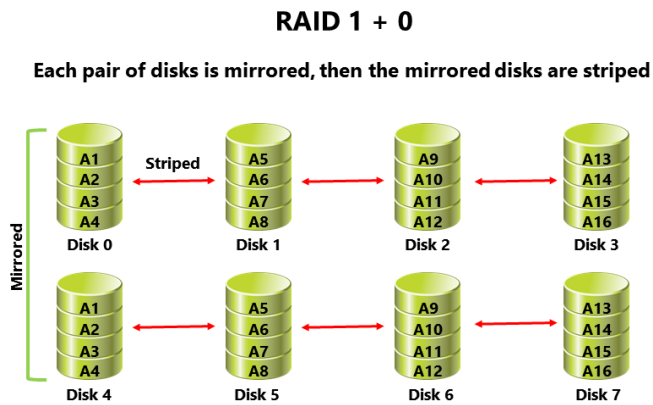 RAID 1 + 0
Each pair of disks is mirrored, then the mirrored disks are striped
Mirrored
Striped
A1
A2
A3
A4
Disk 0
A5
A6
A7
A8
Disk 1
A9
A10
A11
A12
Disk 2
A13
A14
A15
A16
Disk 3
A1
A2
A3
A4
Disk 4
A5
A6
A7
A8
Disk 5
A9
A10
A11
A12
Disk 6
A13
A14
A15
A16
Disk 7